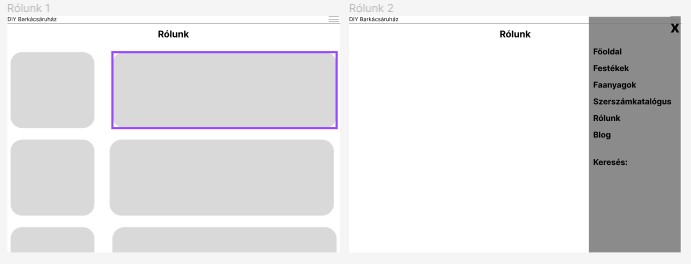 Rólunk 1
DIY Barkácsáruház
Rólunk
Rólunk 2
DIY Barkácsáruház
Rólunk
X
Főoldal
Festékek
Faanyagok
Szerszámkatalógus
Rólunk
Blog
Keresés: